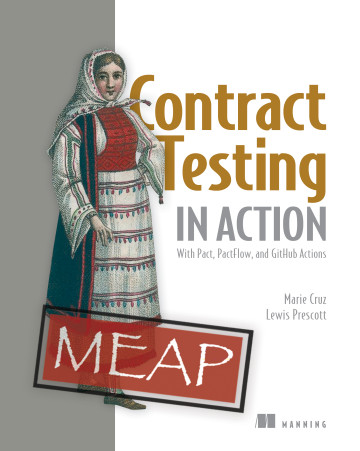 Contract
Testing
IN ACTION
With Pact, PactFlow, and GitHub Actions
Marie Cruz
Lewis Prescott
MEAP
MANNING